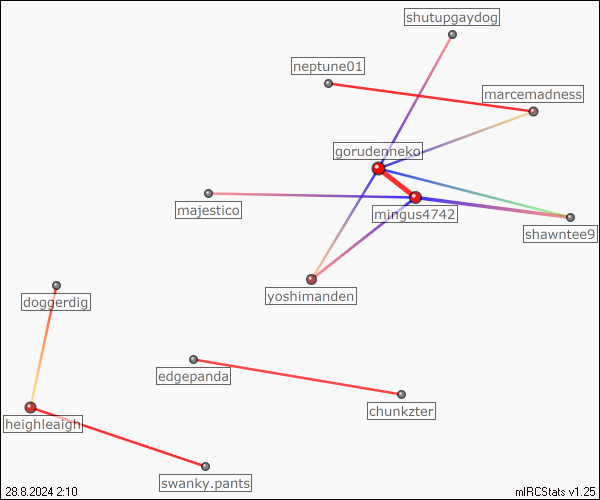 shutupgaydog
neptune01
marcemadness
gorudenneko
majestico
mingus4742
shawntee9
yoshimanden
doggerdig
edgepanda
chunkzter
heighleaigh
swanky.pants
28.8.2024 2:10
mIRCStats v1.25